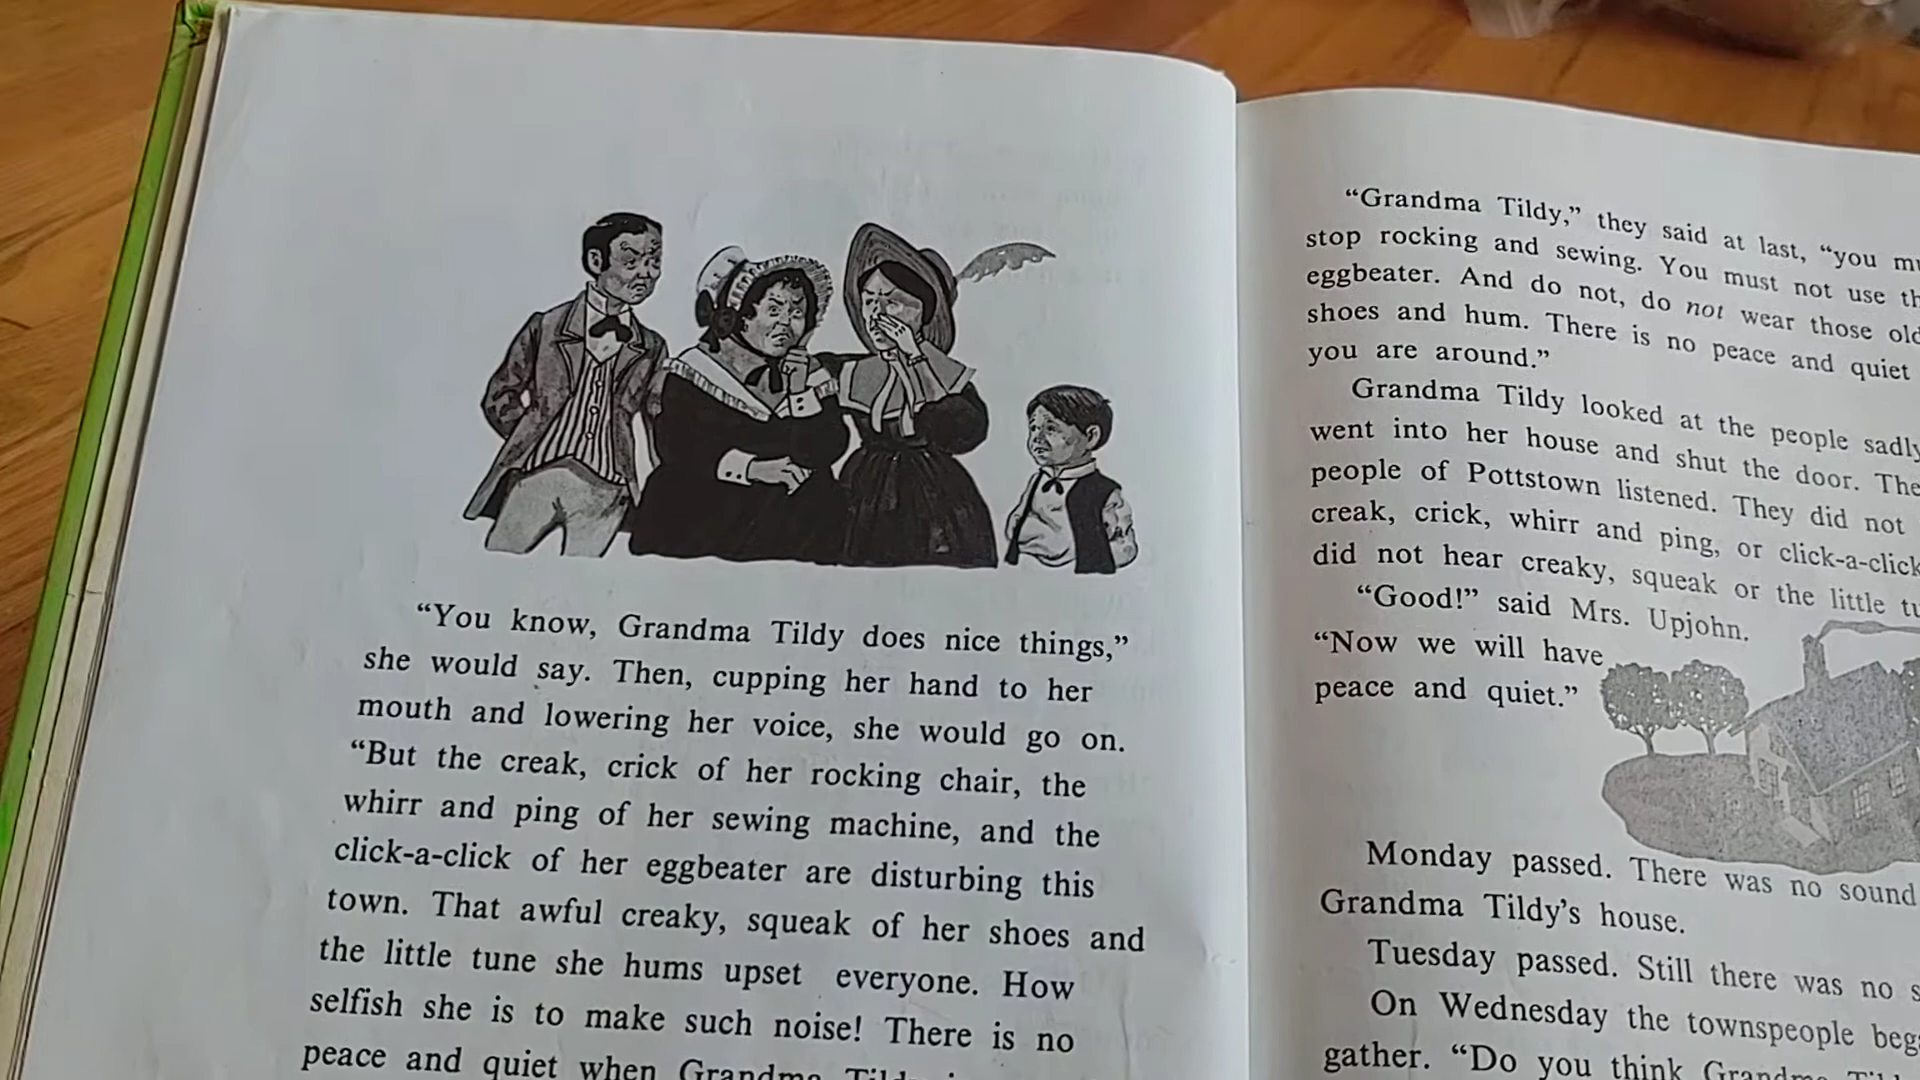 “You know, Grandma Tildy does nice things,”
she would say. Then, cupping her hand to her
mouth and lowering her voice, she would go on.
“But the creak, crick of her rocking chair, the
whirr and ping of her sewing machine, and the
click-a-click of her eggbeater are disturbing this
town. That awful creaky, squeak of her shoes and
the little tune she hums upset everyone. How
selfish she is to make such noise! There is no
peace and quiet when Grandma
“Grandma Tildy,” they said at last, “you
stop rocking and sewing. You must not use
eggbeater. And do not, do not wear those
shoes and hum. There is no peace and quiet
you are around.”
Grandma Tildy looked at the people sadly
went into her house and shut the door.
people of Pottstown listened. They did not
creak, crick, whirr and ping, or click-a-click
did not hear creaky, squeak or the little
“Good!” said Mrs. Upjohn.
“Now we will have
peace and quiet.”
Monday passed. There was no sound
Grandma Tildy’s house.
Tuesday passed. Still there was no
On Wednesday the townspeople
gather. “Do you think